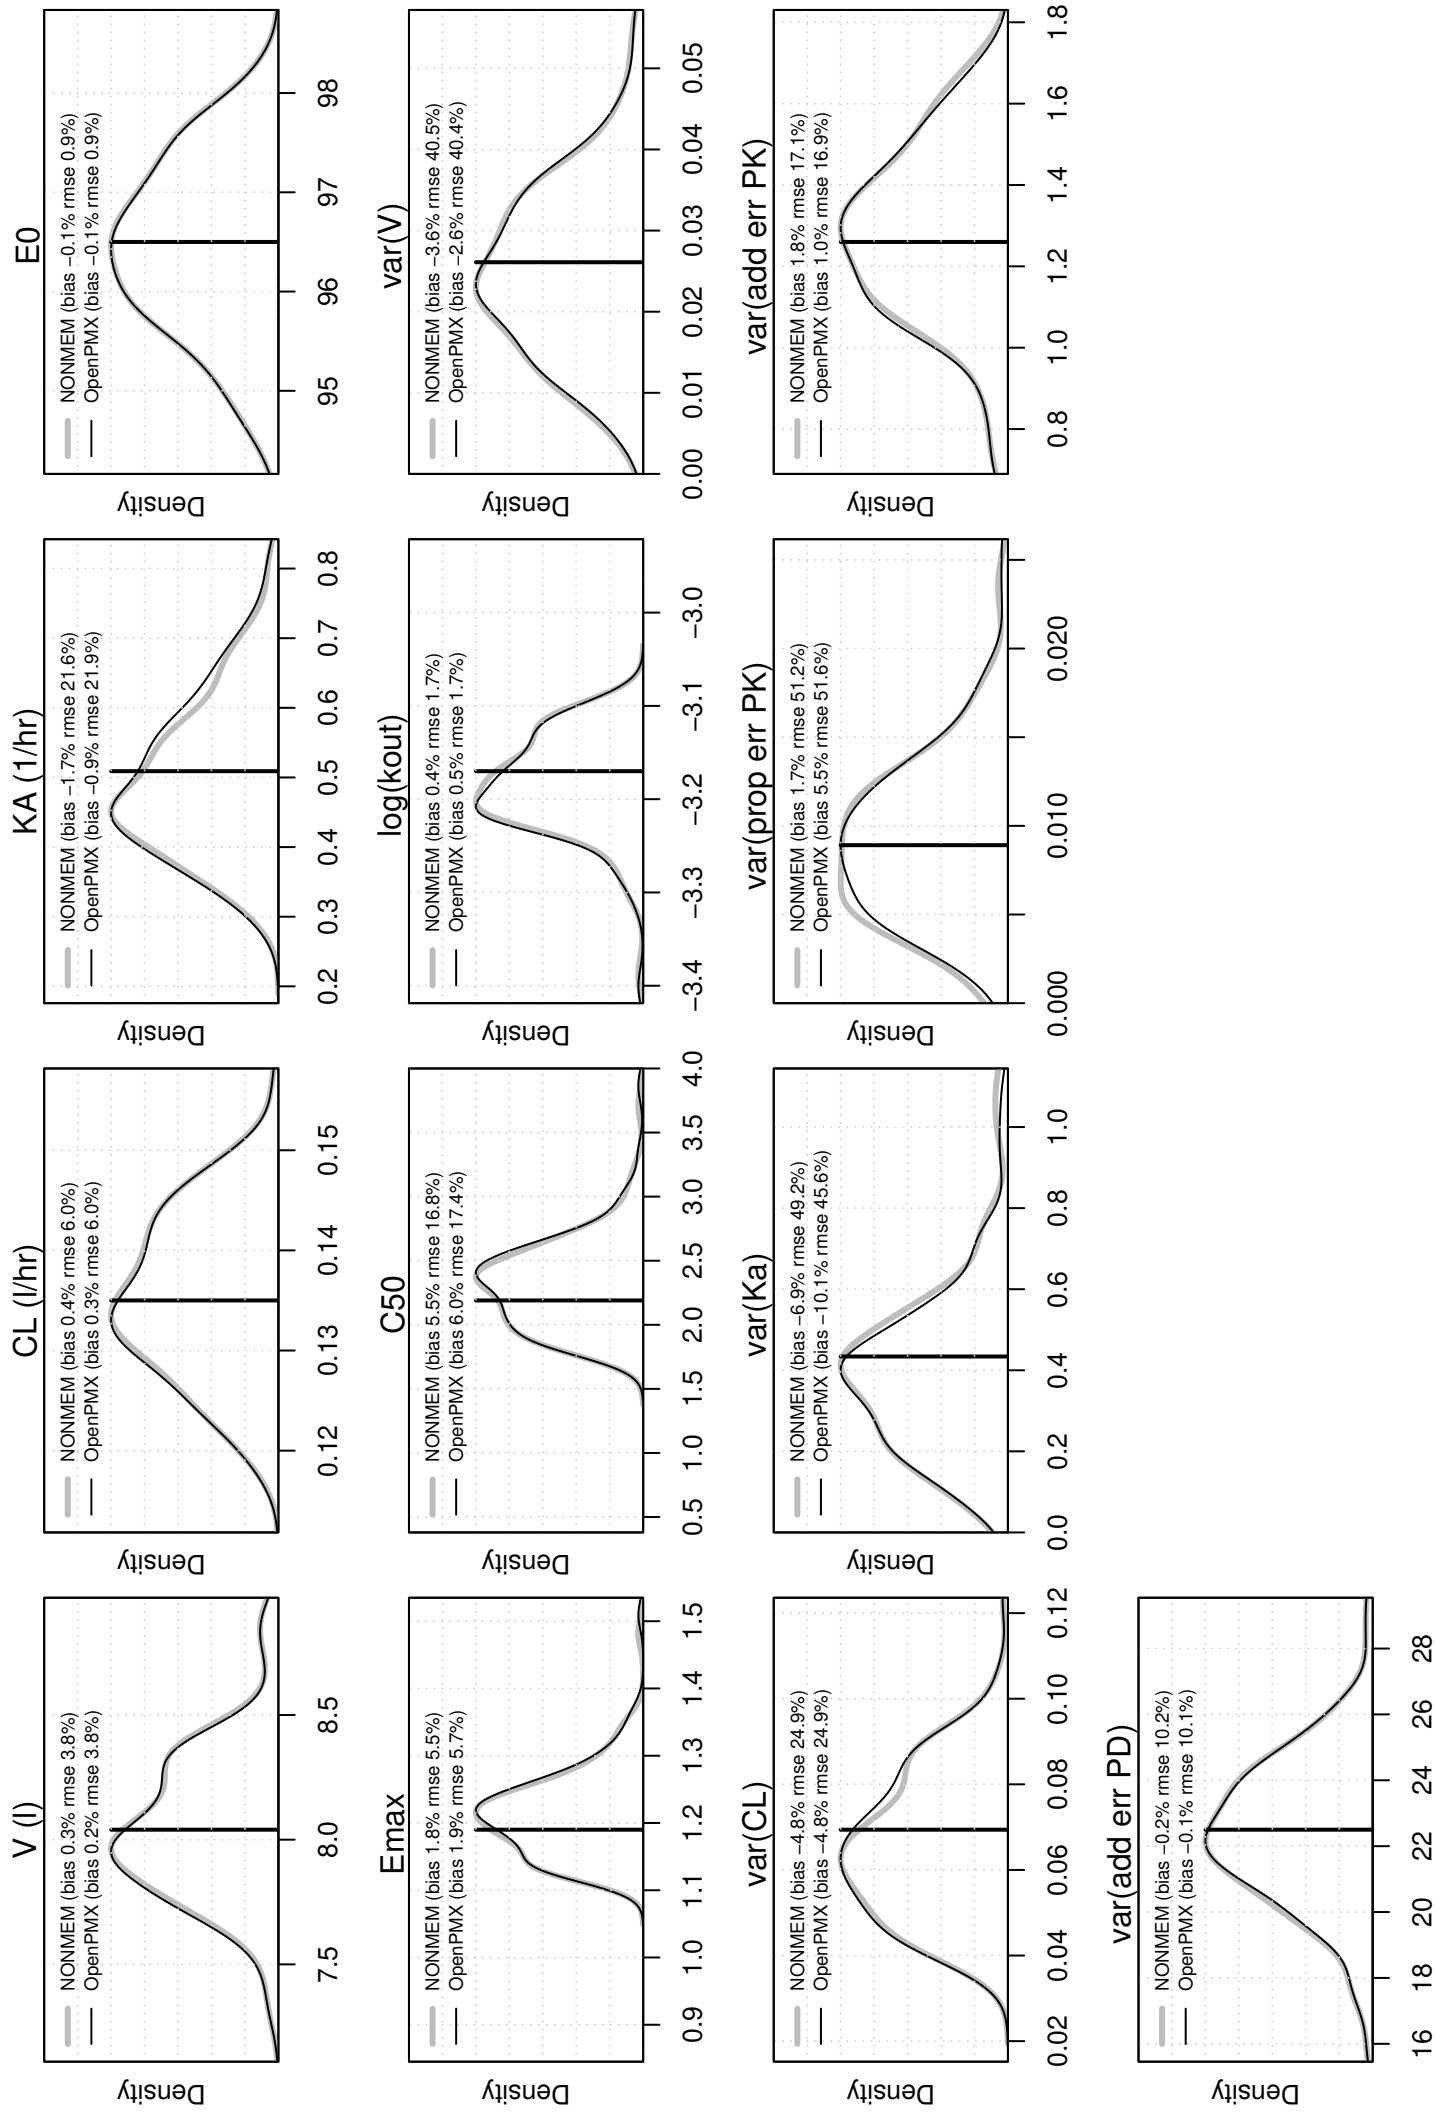 V (l)
NONMEM (bias 0.3% rmse 3.8%)
OpenPMX (bias 0.2% rmse 3.8%)
Density
7.5 8.0 8.5
CL (l/hr)
NONMEM (bias 0.4% rmse 6.0%)
OpenPMX (bias 0.3% rmse 6.0%)
Density
0.12 0.13 0.14 0.15
KA (1/hr)
NONMEM (bias −1.7% rmse 21.6%)
OpenPMX (bias −0.9% rmse 21.9%)
Density
0.2 0.3 0.4 0.5 0.6 0.7 0.8
E0
NONMEM (bias −0.1% rmse 0.9%)
OpenPMX (bias −0.1% rmse 0.9%)
Density
95 96 97 98
Emax
NONMEM (bias 1.8% rmse 5.5%)
OpenPMX (bias 1.9% rmse 5.7%)
Density
0.9 1.0 1.1 1.2 1.3 1.4 1.5
C50
NONMEM (bias 5.5% rmse 16.8%)
OpenPMX (bias 6.0% rmse 17.4%)
Density
0.5 1.0 1.5 2.0 2.5 3.0 3.5 4.0
log(kout)
NONMEM (bias 0.4% rmse 1.7%)
OpenPMX (bias 0.5% rmse 1.7%)
Density
−3.4 −3.3 −3.2 −3.1 −3.0
var(V)
NONMEM (bias −3.6% rmse 40.5%)
OpenPMX (bias −2.6% rmse 40.4%)
Density
0.00 0.01 0.02 0.03 0.04 0.05
var(CL)
NONMEM (bias −4.8% rmse 24.9%)
OpenPMX (bias −4.8% rmse 24.9%)
Density
0.02 0.04 0.06 0.08 0.10 0.12
var(Ka)
NONMEM (bias −6.9% rmse 49.2%)
OpenPMX (bias −10.1% rmse 45.6%)
Density
0.0 0.2 0.4 0.6 0.8 1.0
var(prop err PK)
NONMEM (bias 1.7% rmse 51.2%)
OpenPMX (bias 5.5% rmse 51.6%)
Density
0.000 0.010 0.020
var(add err PK)
NONMEM (bias 1.8% rmse 17.1%)
OpenPMX (bias 1.0% rmse 16.9%)
Density
0.8 1.0 1.2 1.4 1.6 1.8
var(add err PD)
NONMEM (bias −0.2% rmse 10.2%)
OpenPMX (bias −0.1% rmse 10.1%)
Density
16 18 20 22 24 26 28